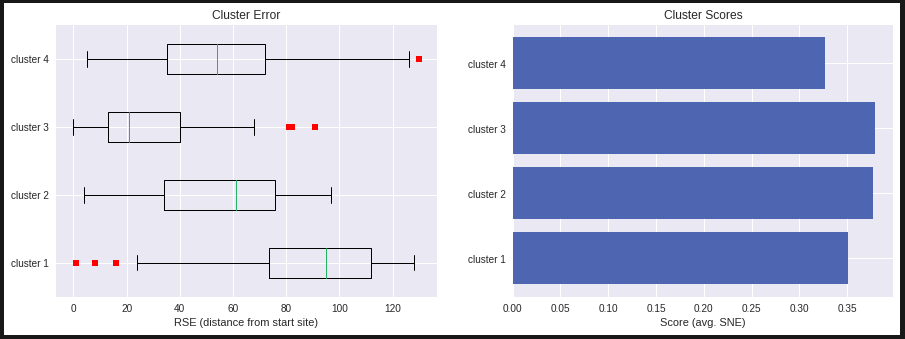 Cluster Error
cluster 4
cluster 3
cluster 2
cluster 1
0 20 40 60 80 100 120
RSE (distance from start site)
Cluster Scores
cluster 4
cluster 3
cluster 2
cluster 1
0.00 0.05 0.10 0.15 0.20 0.25 0.30 0.35
Score (avg. SNE)